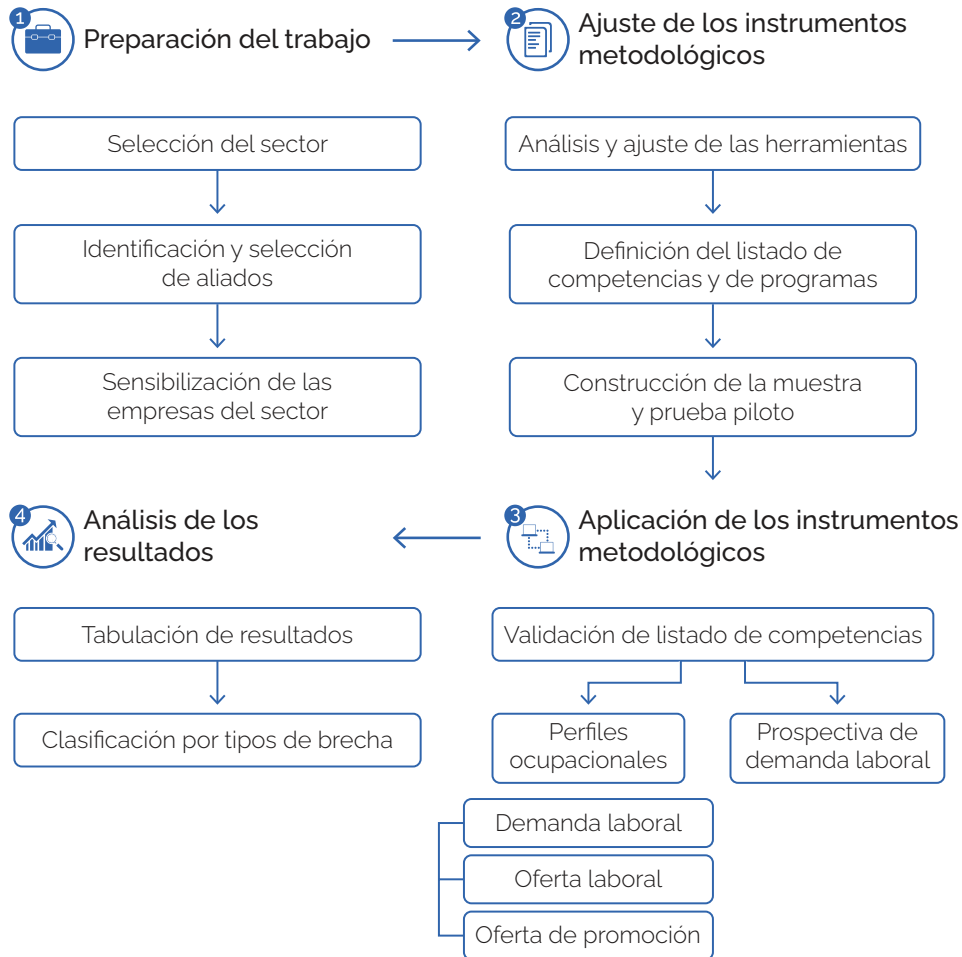 1
Preparación del trabajo
Selección del sector
Identificación y selección
de aliados
Sensibilización de las
empresas del sector
2
Ajuste de los instrumentos
metodológicos
Análisis y ajuste de las herramientas
Definición del listado de
competencias y de programas
Construcción de la muestra
y prueba piloto
3
Aplicación de los instrumentos
metodológicos
Validación de listado de competencias
Perfiles
ocupacionales
Prospectiva de
demanda laboral
Demanda laboral
Oferta laboral
Oferta de promoción
4
Análisis de los
resultados
Tabulación de resultados
Clasificación por tipos de brecha